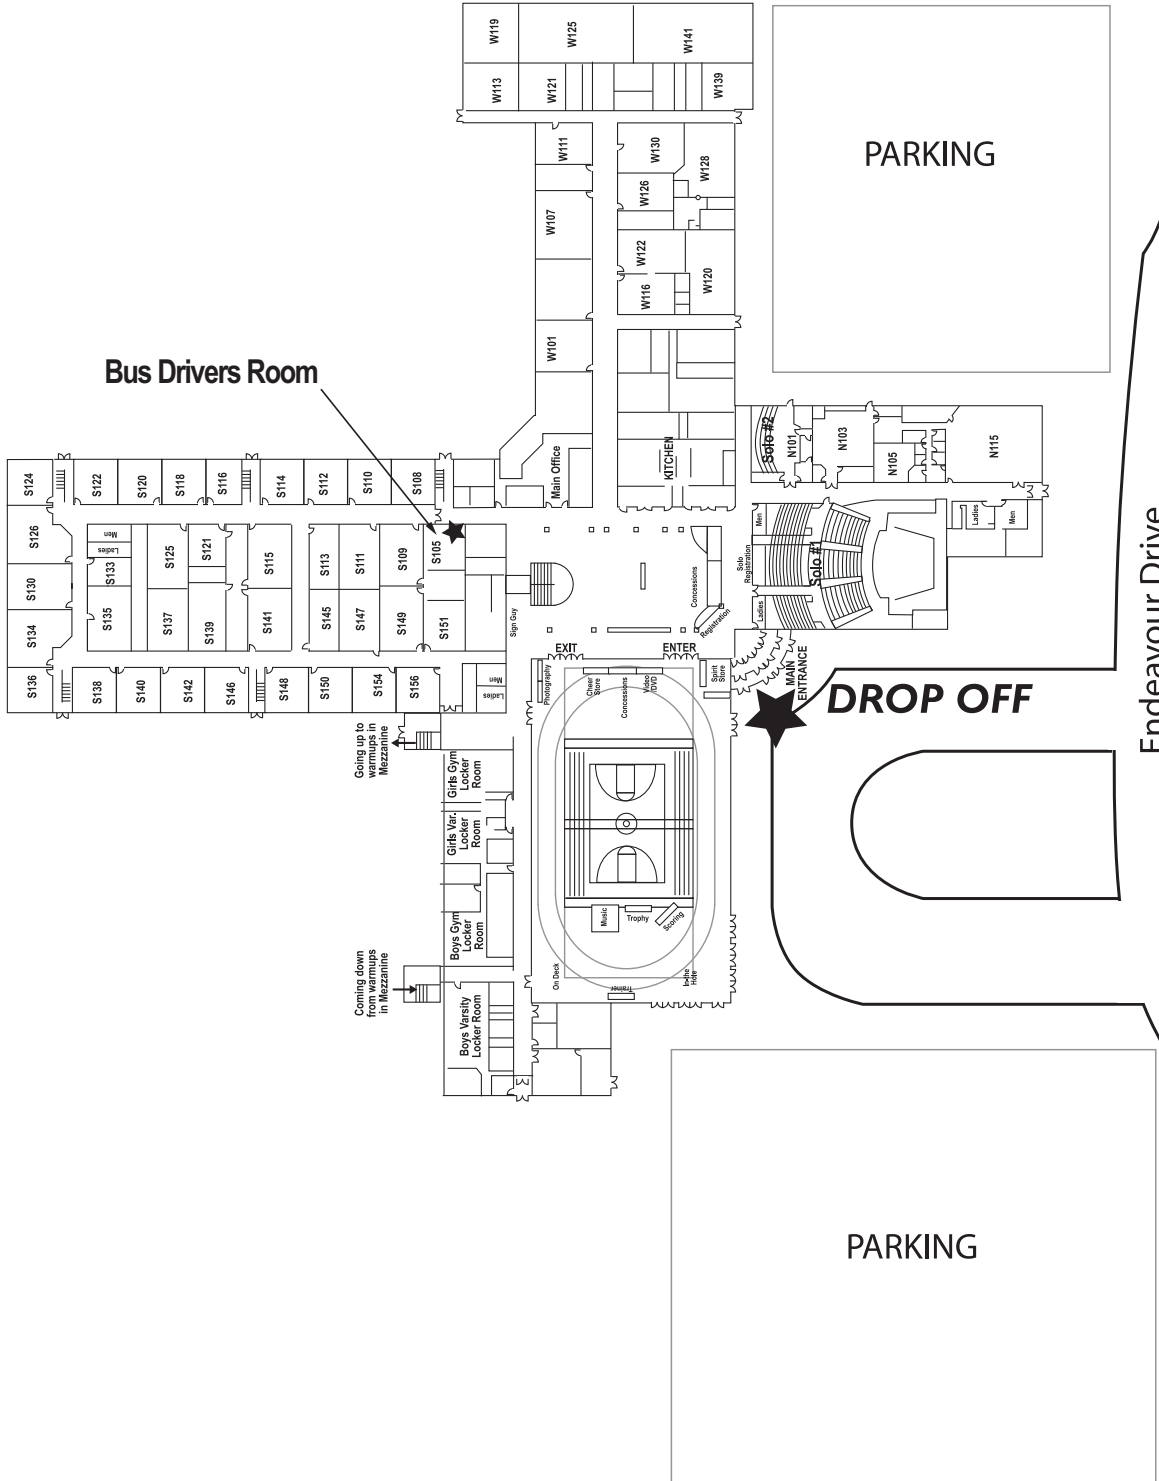 W119
W125
W141
W113
W121
W139
PARKING
W111
W130
W128
W126
W107
W122
W116
W120
W101
Bus Drivers Room
Main Office
KITCHEN
Solo #2
N101
N103
N105
N115
S124
S122
S120
S118
S116
S114
S112
S110
S108
S126
Men
Ladies
S133
S125
S121
S115
S113
S111
S109
S105
S130
S134
S135
S137
S139
S141
S145
S147
S149
S151
S136
S138
S140
S142
S146
S148
S150
S154
S156
Men
Ladies
Sign Guy
Concessions
Registration
Solo
Registration
Men
Ladies
Solo #1
Ladies
Men
EXIT
ENTER
MAIN
ENTRANCE
DROP OFF
Endeavour Drive
Photography
Cheer
Store
Concessions
Video
/DVD
Spirit
Store
Going up to
warmups in
Mezzanine
Girls Gym
Locker
Room
Girls Var.
Locker
Room
Boys Gym
Locker
Room
Coming down
from warmups
in Mezzanine
Boys Varsity
Locker Room
Music
Trophy
Scoring
On Deck
Trainer
In the
Hole
PARKING